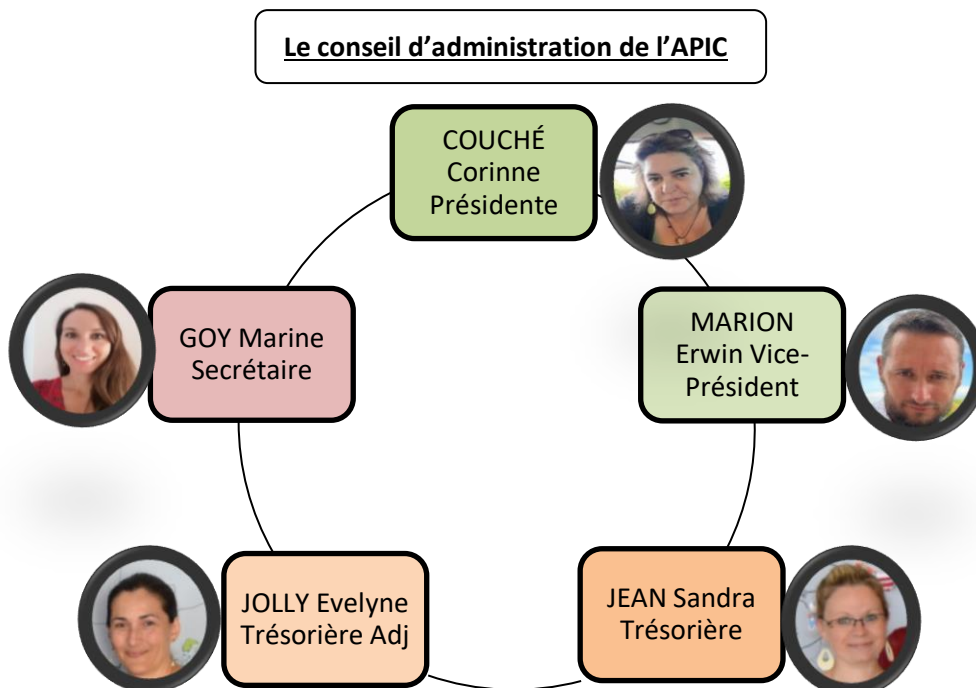 Le conseil d’administration de l’APIC
COUCHÉ
Corinne
Présidente
GOY Marine
Secrétaire
MARION
Erwin Vice-
Président
JOLLY Evelyne
Trésorière Adj
JEAN Sandra
Trésorière